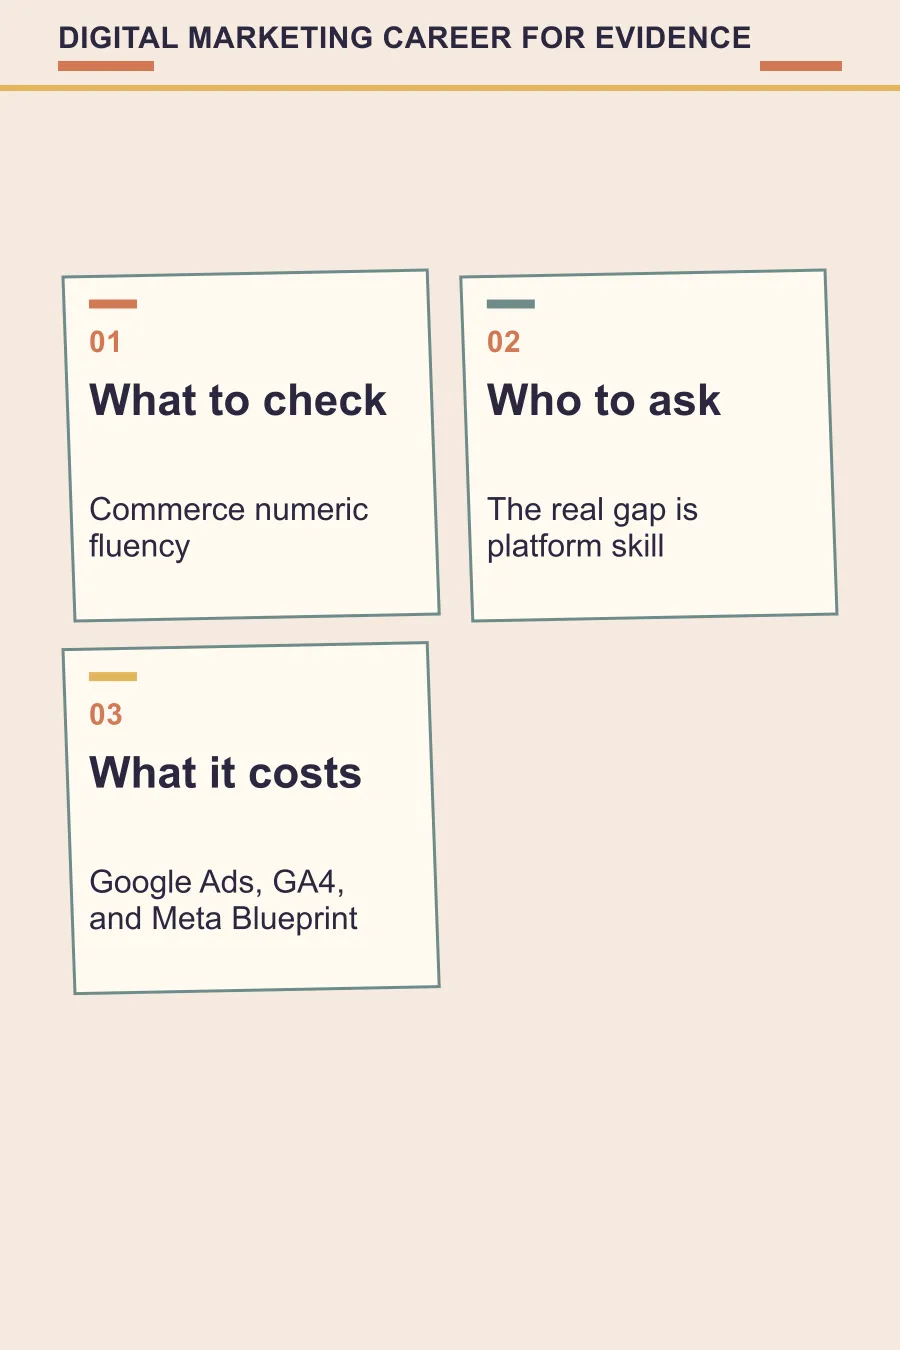 DIGITAL MARKETING CAREER FOR EVIDENCE
01
What to check
Commerce numeric
fluency
02
Who to ask
The real gap is
platform skill
03
What it costs
Google Ads, GA4,
and Meta Blueprint